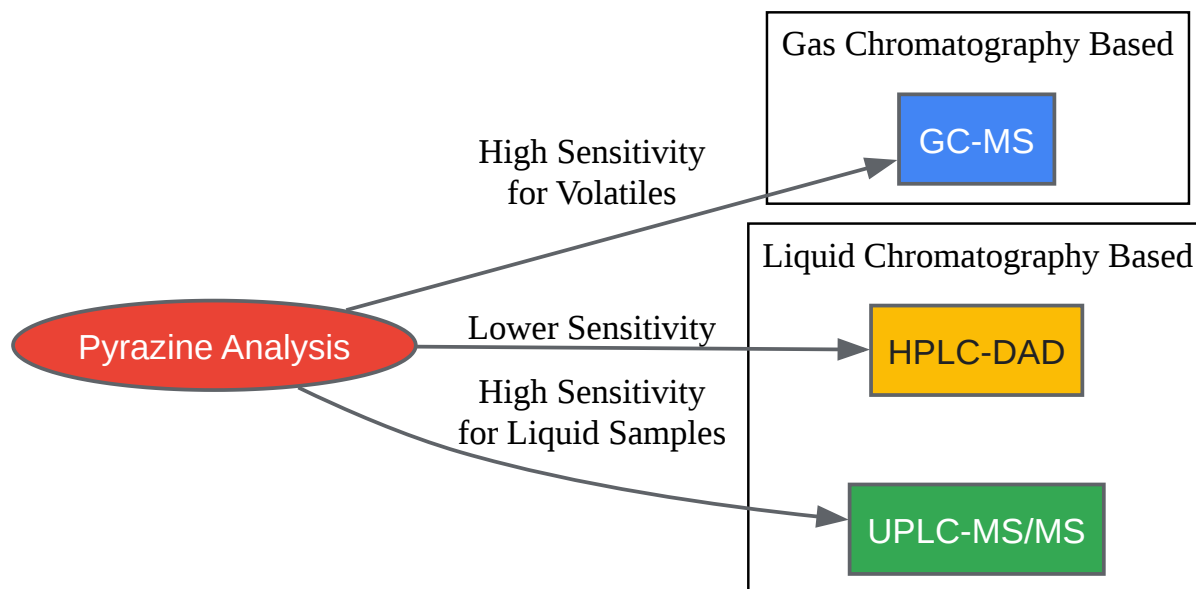 Gas Chromatography Based
GC-MS
High Sensitivity
for Volatiles
Liquid Chromatography Based
Pyrazine Analysis
Lower Sensitivity
HPLC-DAD
High Sensitivity
for Liquid Samples
UPLC-MS/MS